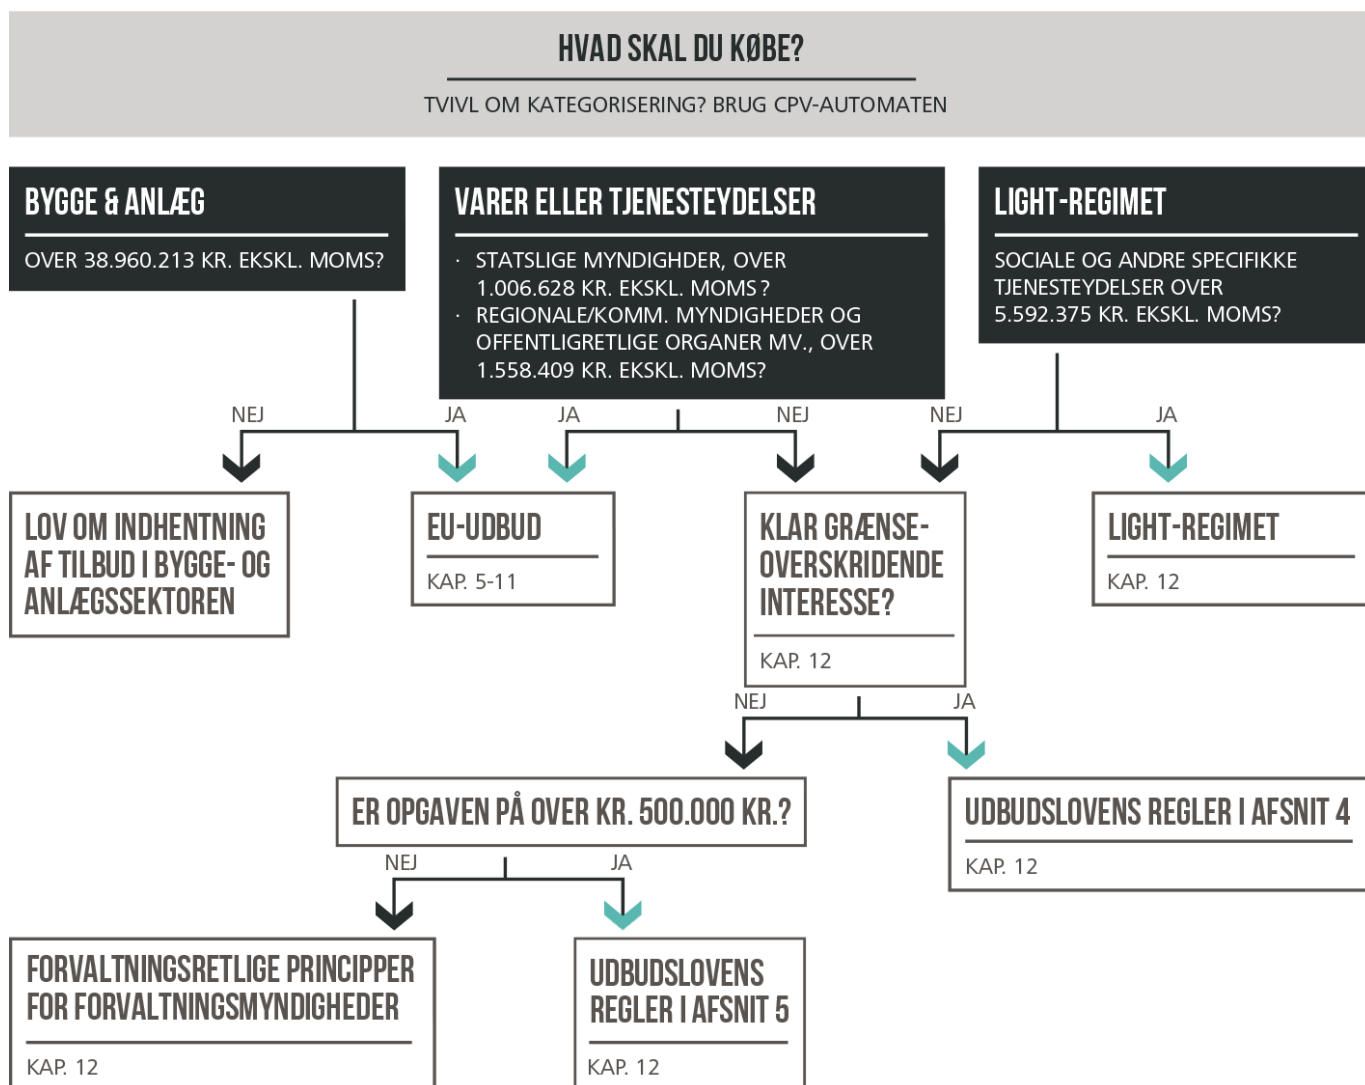 HVAD SKAL DU KØBE?
TVIVL OM KATEGORISERING? BRUG CPV-AUTOMATEN
BYGGE & ANLÆG
OVER 38.960.213 KR. EKSKL. MOMS?
VARER ELLER TJENESTEYDELSER
· STATSLIGE MYNDIGHDER, OVER
1.006.628 KR. EKSKL. MOMS?
· REGIONALE/KOMM. MYNDIGHEDER OG
OFFENTLIGRETLIGE ORGANER MV., OVER
1.558.409 KR. EKSKL. MOMS?
LIGHT-REGIMET
SOCIALE OG ANDRE SPECIFIKKE
TJENESTEYDELSER OVER
5.592.375 KR. EKSKL. MOMS?
NEJ
JA
JA
NEJ
NEJ
JA
LOV OM INDHENTNING
AF TILBUD I BYGGE- OG
ANLÆGSSEKTOREN
EU-UDBUD
KAP. 5-11
KLAR GRÆNSE-
OVERSKRIDENDE
INTERESSE?
KAP. 12
LIGHT-REGIMET
KAP. 12
NEJ
JA
ER OPGAVEN PÅ OVER KR. 500.000 KR.?
UDBUDSLOVENS REGLER I AFSNIT 4
KAP. 12
NEJ
JA
FORVALTNINGSRETLIGE PRINCIPPER
FOR FORVALTNINGSMYNDIGHEDER
KAP. 12
UDBUDSLOVENS
REGLER I AFSNIT 5
KAP. 12